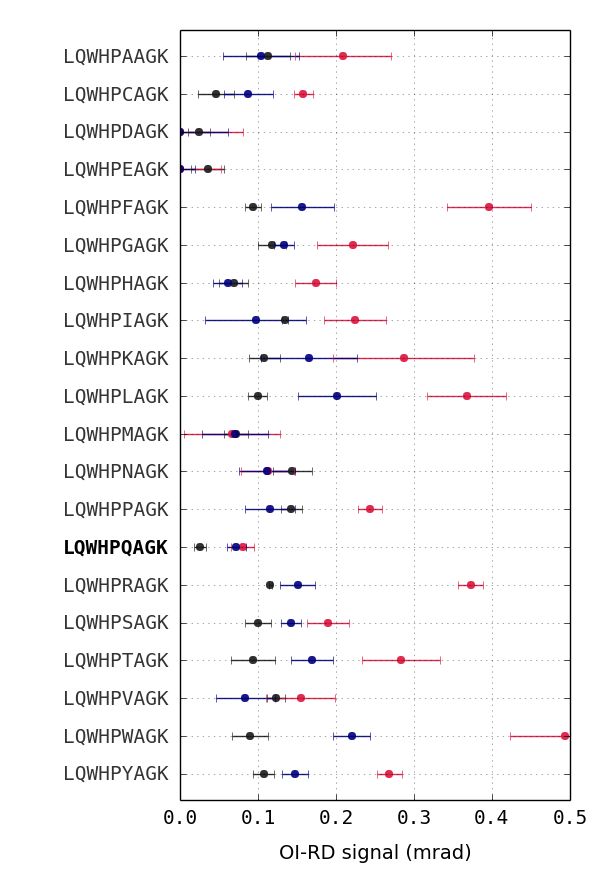 LQWHPAAGK
LQWHPCAGK
LQWHPDAGK
LQWHPEAGK
LQWHPFAGK
LQWHPGAGK
LQWHPHAGK
LQWHPIAGK
LQWHPKAGK
LQWHPLAGK
LQWHPMAGK
LQWHPNAGK
LQWHPPAGK
LQWHPQAGK
LQWHPRAGK
LQWHPSAGK
LQWHPTAGK
LQWHPVAGK
LQWHPWAGK
LQWHPYAGK
0.0 0.1 0.2 0.3 0.4 0.5
OI-RD signal (mrad)